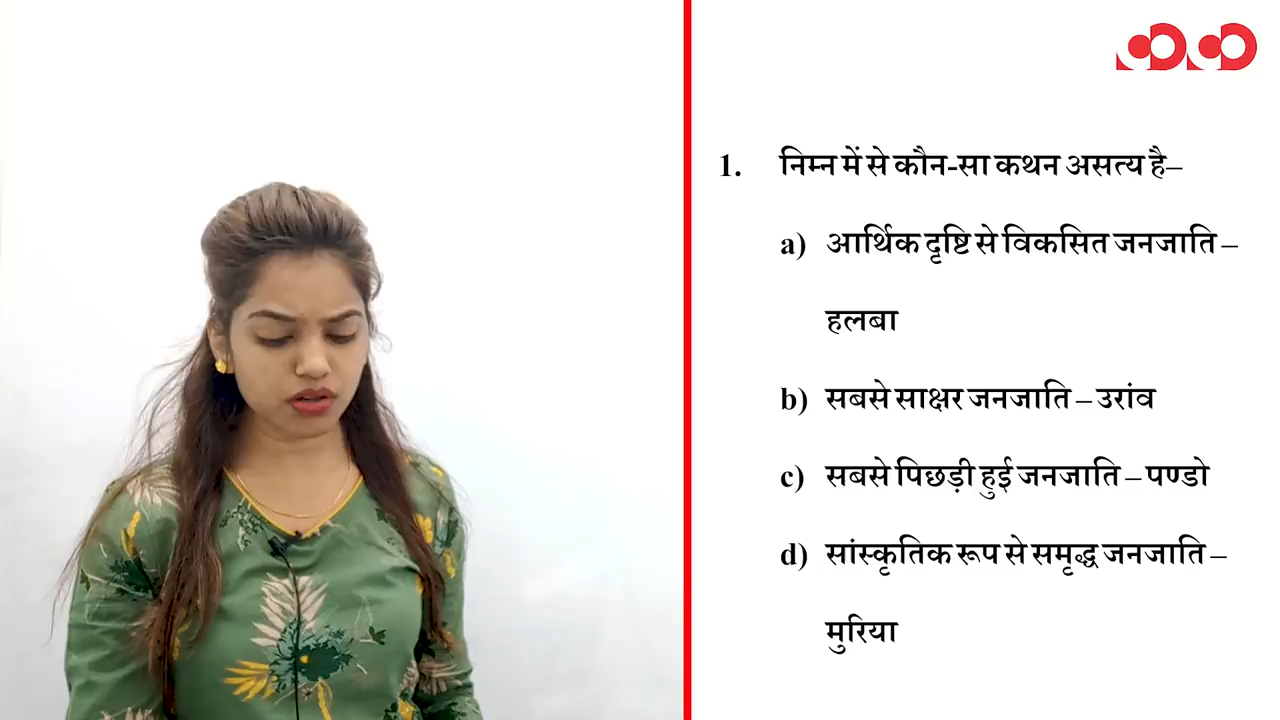 1. निम्न में से कौन-सा कथन असत्य है–
a) आर्थिक दृष्टि से विकसित जनजाति –
हलबा
b) सबसे साक्षर जनजाति – उरांव
c) सबसे पिछड़ी हुई जनजाति – पण्डो
d) सांस्कृतिक रूप से समृद्ध जनजाति –
मुरिया